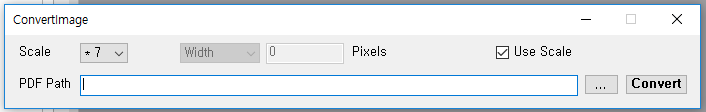 ConvertImage
Scale * 7 Width 0 Pixels Use Scale
PDF Path ... Convert